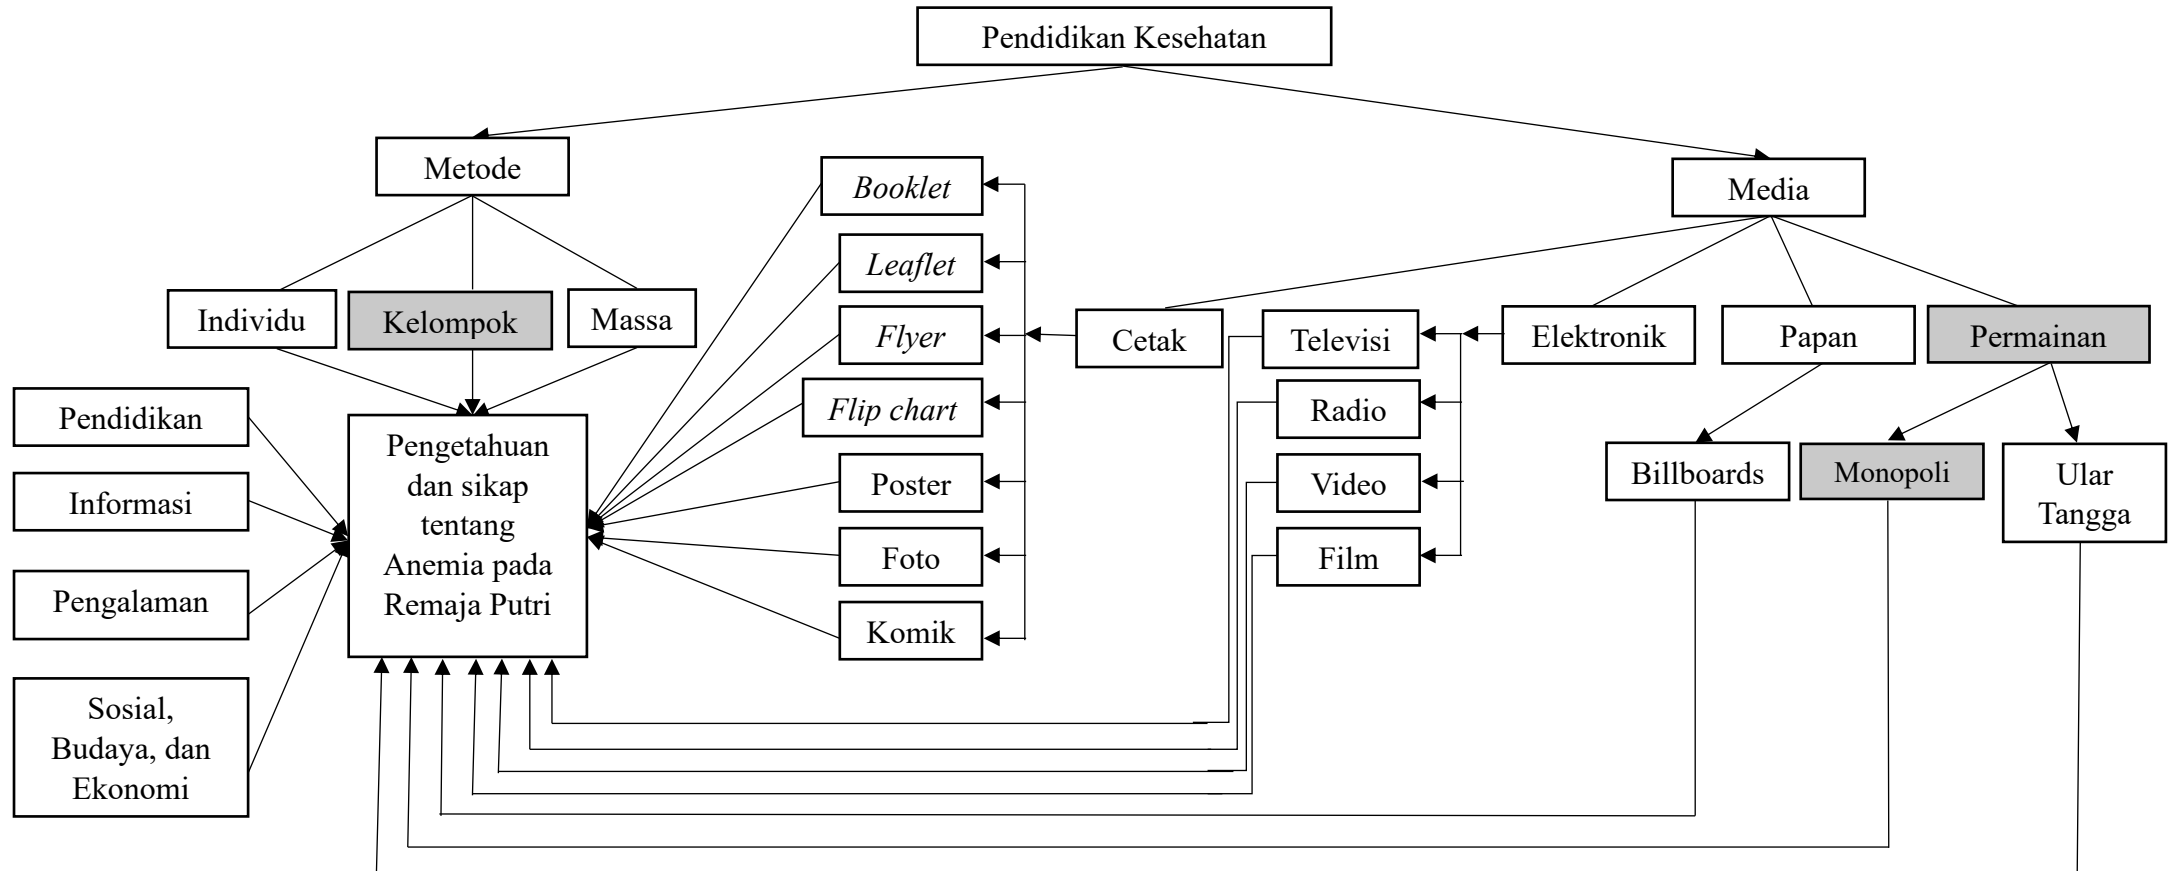 Pendidikan Kesehatan
Metode
Media
Individu
Kelompok
Massa
Booklet
Leaflet
Flyer
Flip chart
Poster
Foto
Komik
Cetak
Televisi
Radio
Video
Film
Elektronik
Papan
Permainan
Billboards
Monopoli
Ular
Tangga
Pendidikan
Informasi
Pengalaman
Sosial,
Budaya, dan
Ekonomi
Pengetahuan
dan sikap
tentang
Anemia pada
Remaja Putri